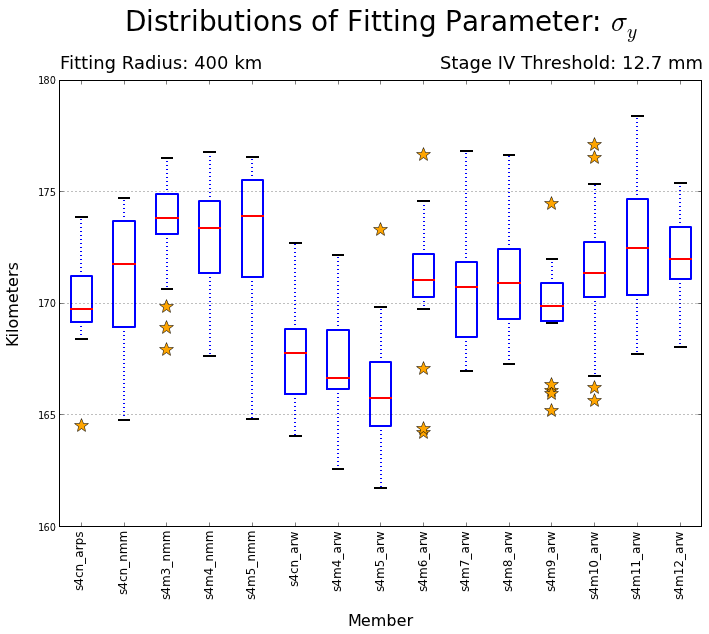 Distributions of Fitting Parameter: σ_y
Fitting Radius: 400 km
Stage IV Threshold: 12.7 mm
Kilometers
180
175
170
165
160
s4cn_arps
s4cn_nmm
s4m3_nmm
s4m4_nmm
s4m5_nmm
s4cn_arw
s4m4_arw
s4m5_arw
s4m6_arw
s4m7_arw
s4m8_arw
s4m9_arw
s4m10_arw
s4m11_arw
s4m12_arw
Member